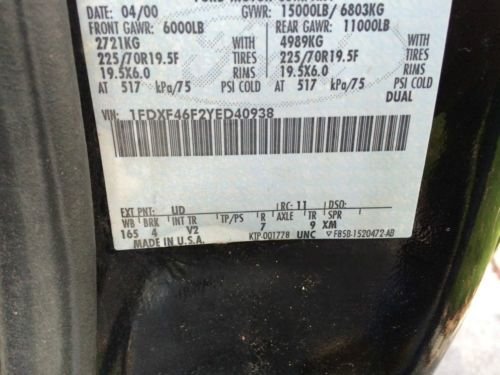 DATE: 04/00 GVWR: 15000LB/ 6803KG
FRONT GAWR: 6000LB REAR GAWR: 11000LB
2721KG 4989KG
225/70R19.5F TIRES 225/70R19.5F TIRES
19.5X6.0 RIMS 19.5X6.0 RIMS
AT 517 kPa/75 PSI COLD AT 517 kPa/75 PSI COLD
DUAL
VIN: 1FDXF46F2YED40938
EXT PNT: UD RC: 11 DSO:
WB BRK INT TR TP/PS R AXLE TR SPR
165 4 V2 7 9 XM
MADE IN U.S.A. KTP-001778 UNC F85B-1520472-AB